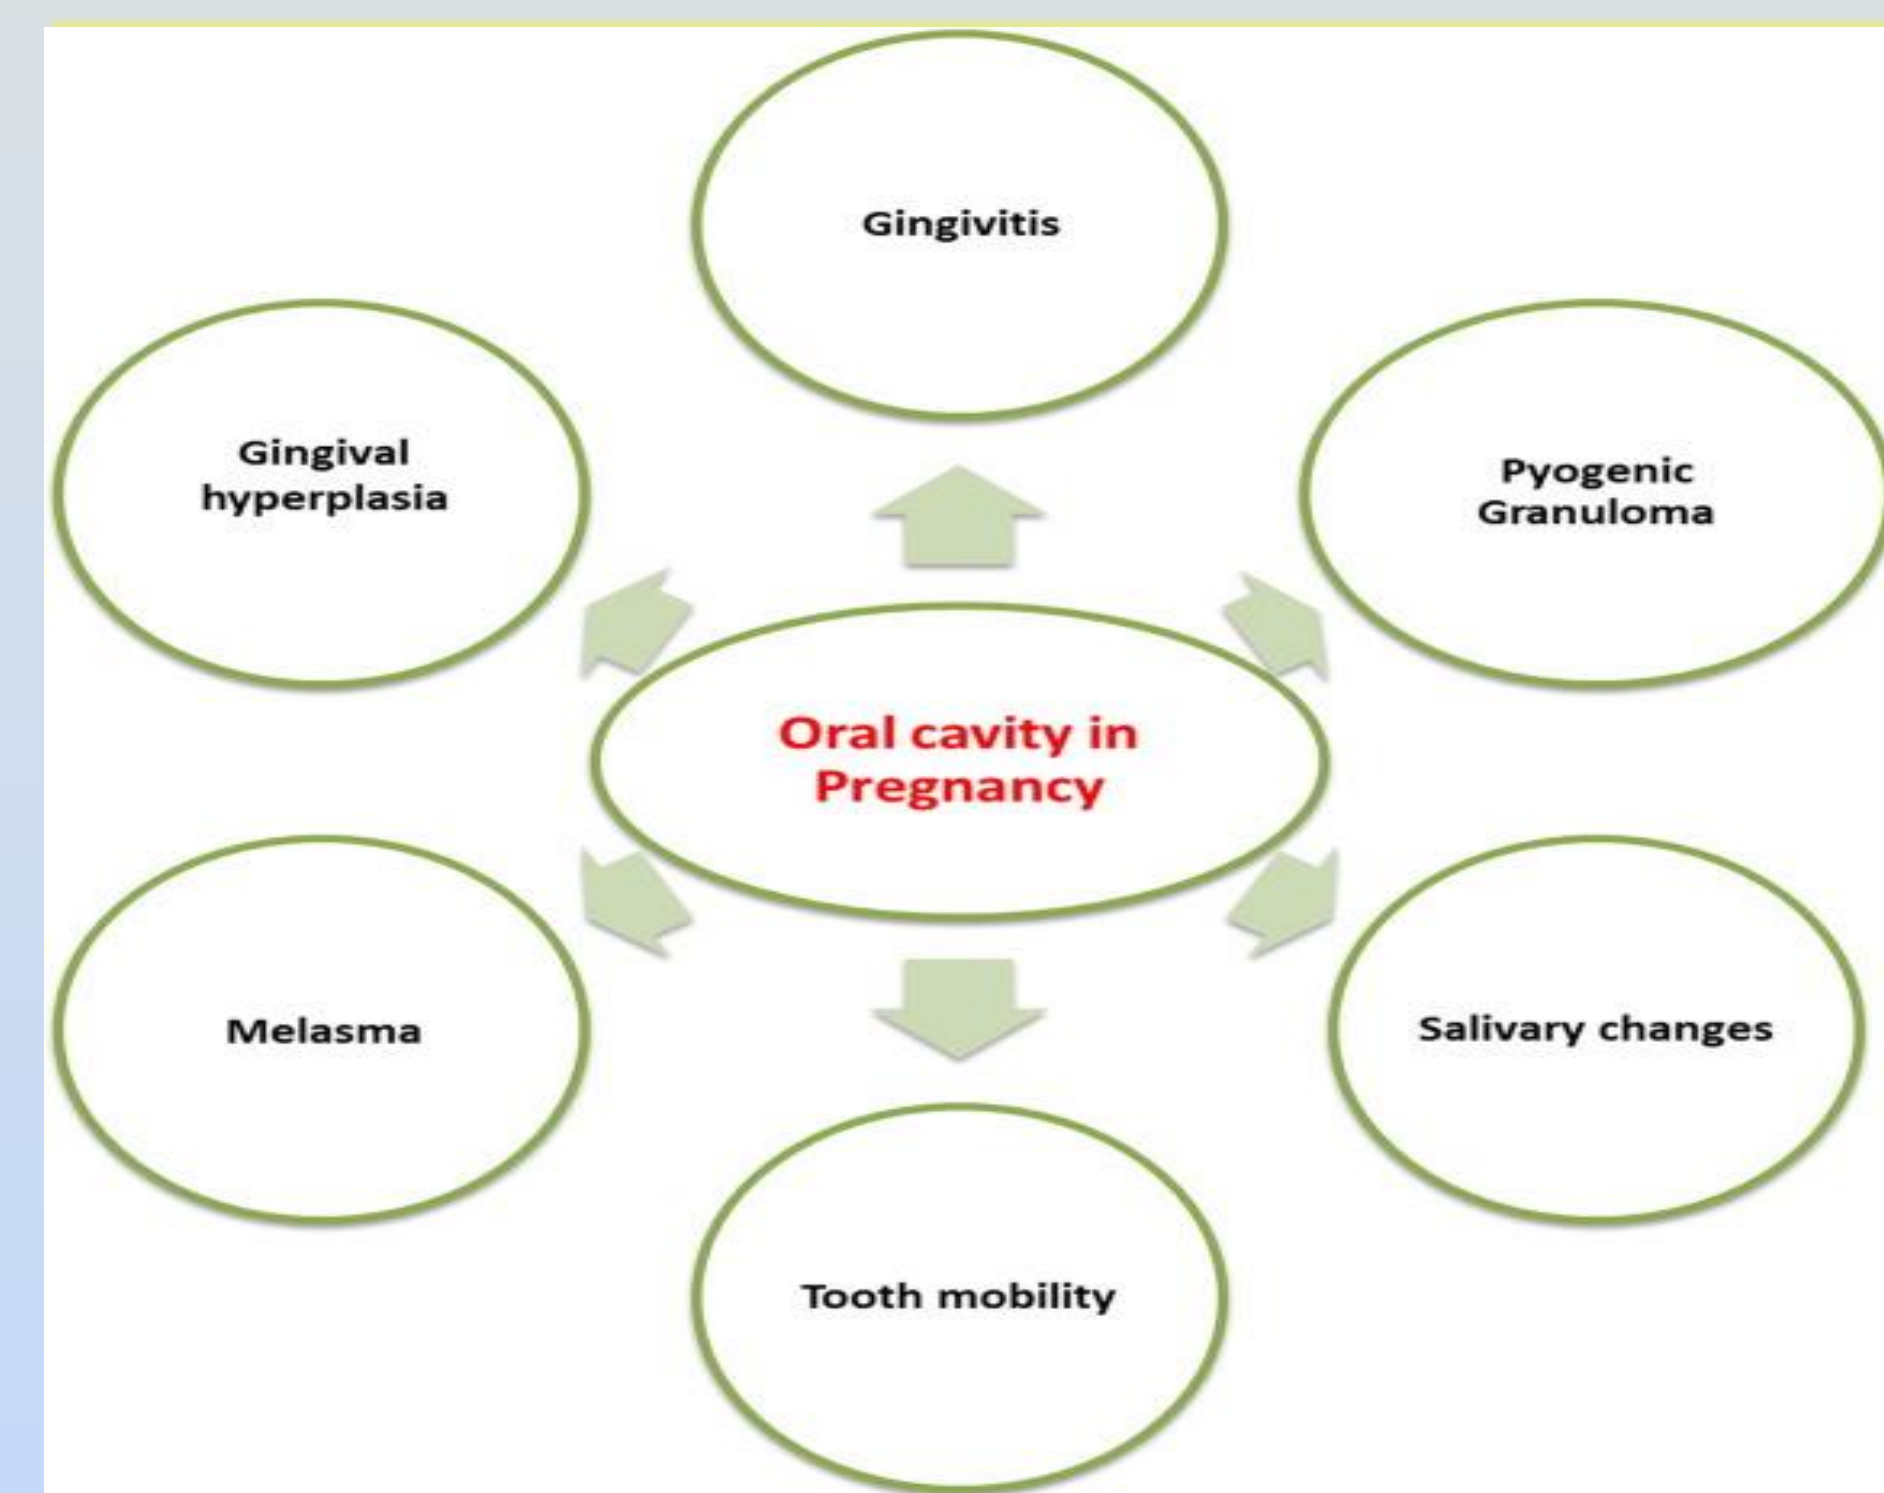 Gingivitis
Gingival
hyperplasia
Pyogenic
Granuloma
Oral cavity in
Pregnancy
Melasma
Salivary changes
Tooth mobility